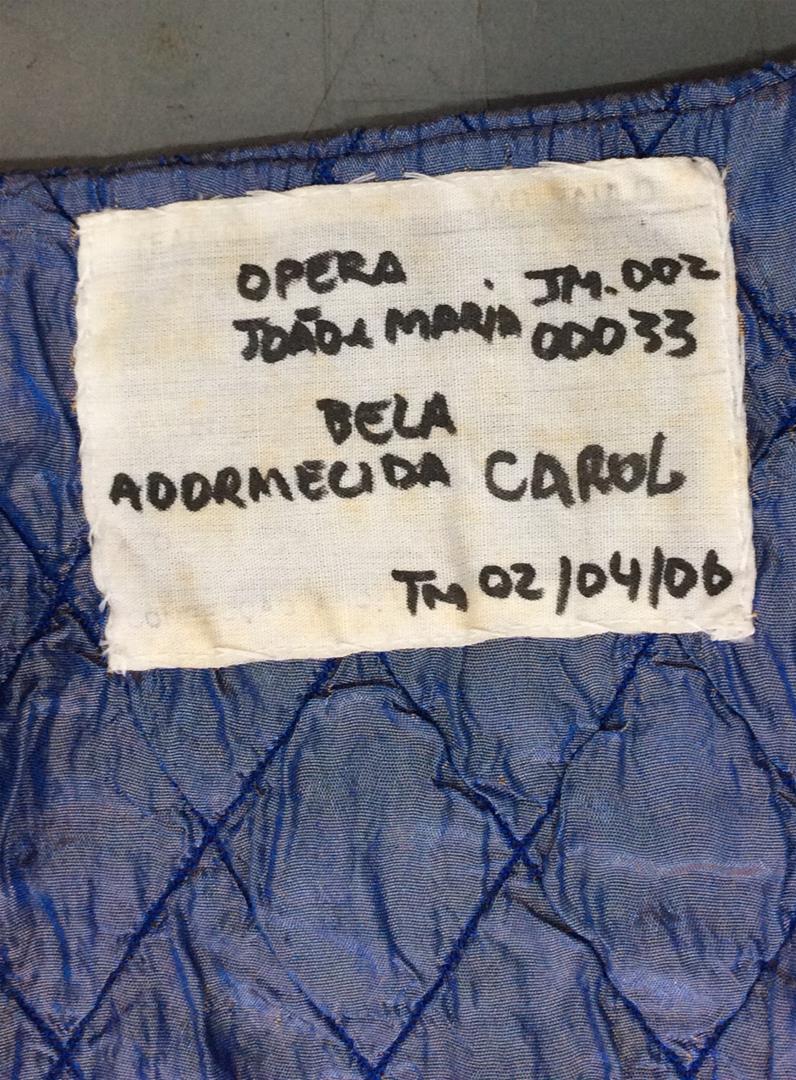 OPERA JM.002
JOÃO e MARIA 00033
BELA
ADORMECIDA CAROL
TM 02/04/06